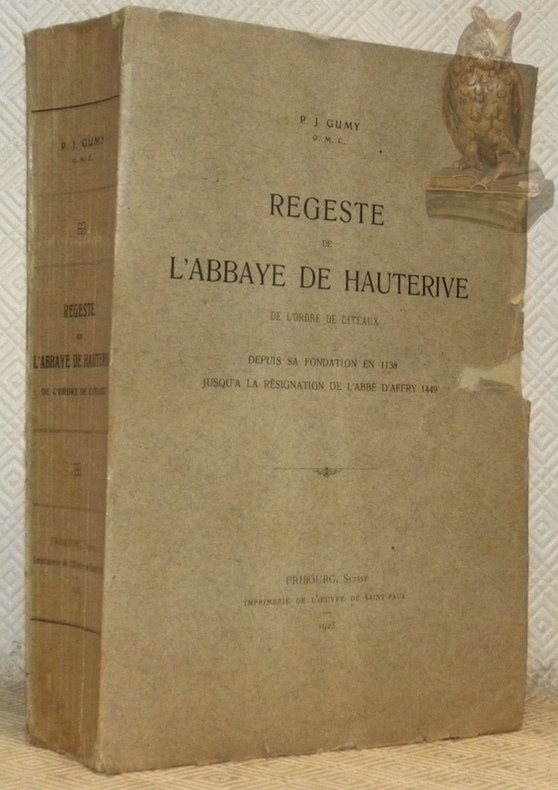 P. J. GUMY
O. M. C.
REGESTE
DE
L'ABBAYE DE HAUTERIVE
DE L'ORDRE DE CITEAUX
DEPUIS SA FONDATION EN 1138
JUSQU'A LA RÉSIGNATION DE L'ABBÉ D'AFFRY 1449
FRIBOURG, SUISSE
IMPRIMERIE DE L'ŒUVRE DE SAINT-PAUL
1923
P. J. GUMY
O. M. C.
REGESTE
DE
L'ABBAYE DE HAUTERIVE
DE L'ORDRE DE CITEAUX
FRIBOURG,